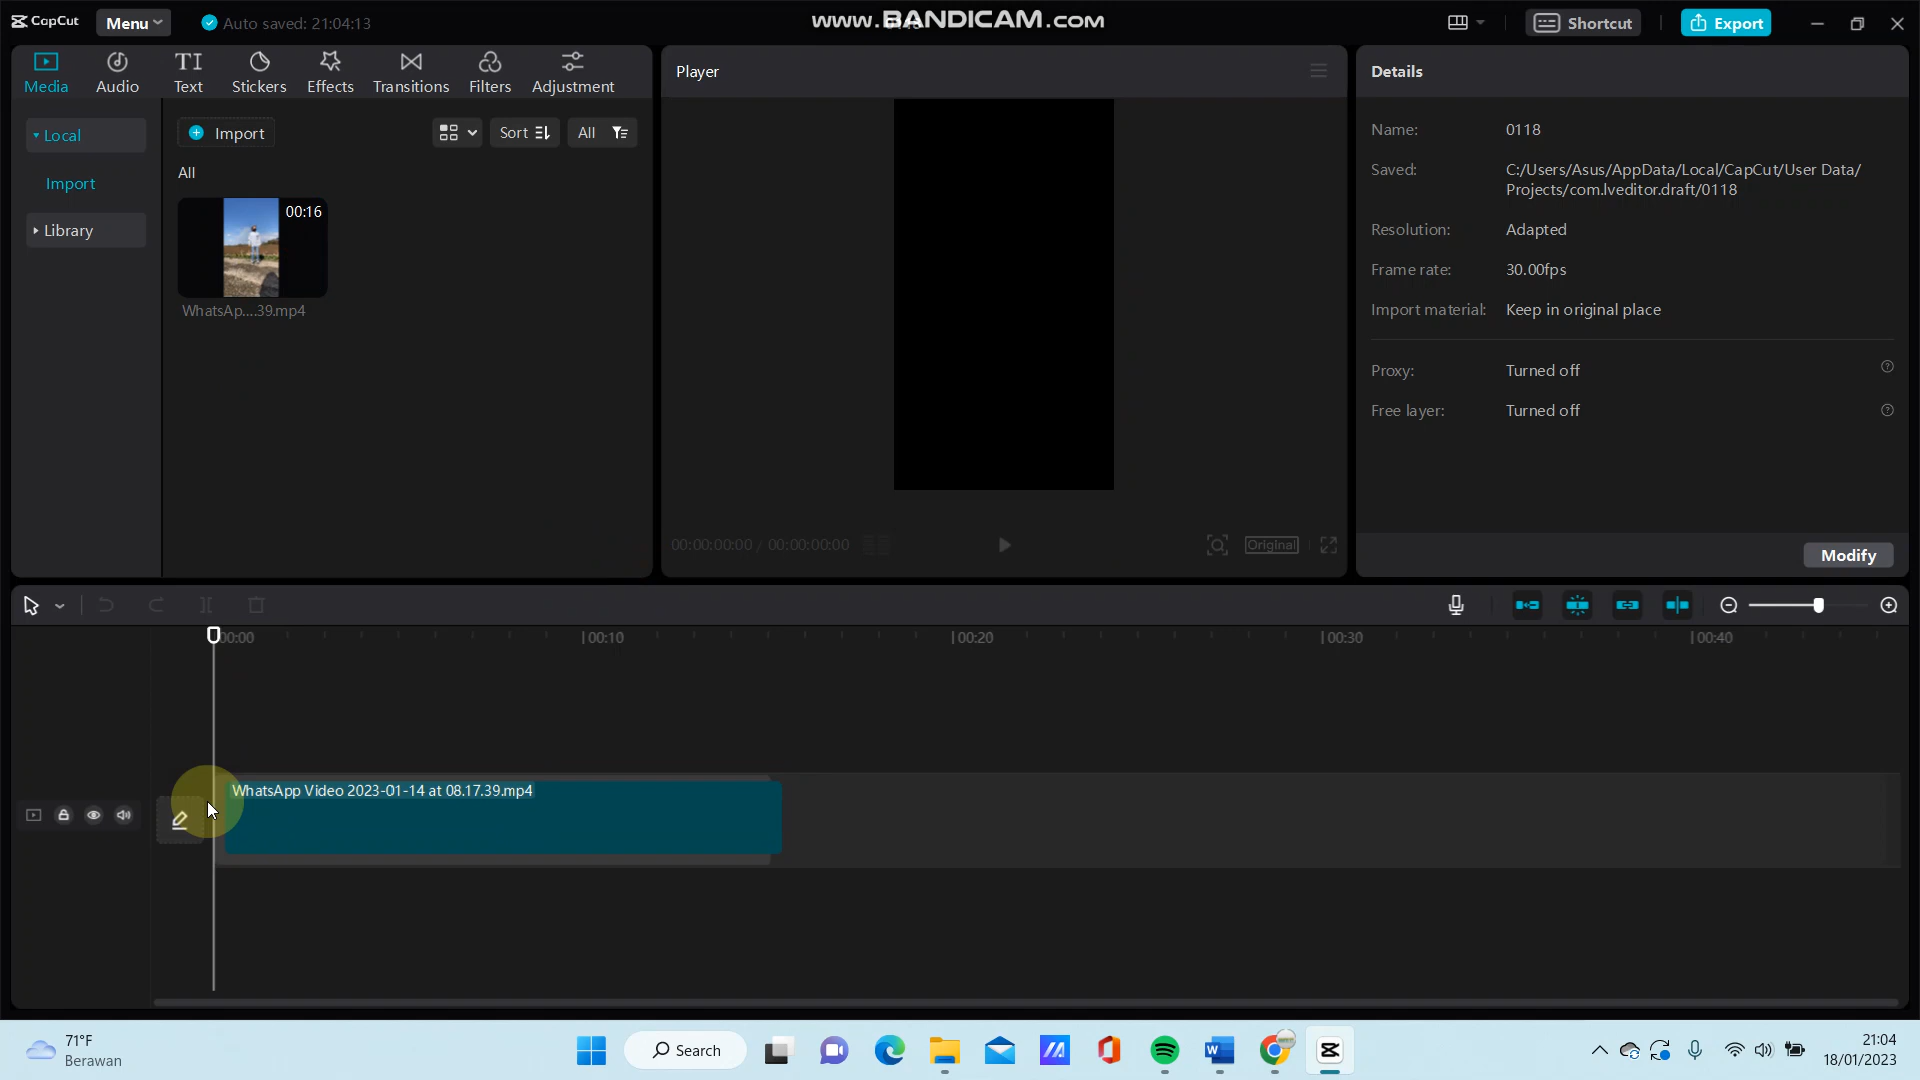 CapCut
Menu
Auto saved: 21:04:13
www.BANDICAM.COM
Shortcut
Export
Media
Audio
TI
Text
Stickers
Effects
Transitions
Filters
Adjustment
Local
Import
Library
Import
Sort
All
All
00:16
WhatsAp....39.mp4
Player
00:00:00:00 / 00:00:00:00
Original
Details
Name: 0118
Saved: C:/Users/Asus/AppData/Local/CapCut/User Data/
Projects/com.lveditor.draft/0118
Resolution: Adapted
Frame rate: 30.00fps
Import material: Keep in original place
Proxy: Turned off
Free layer: Turned off
Modify
00:00
00:10
00:20
00:30
00:40
WhatsApp Video 2023-01-14 at 08.17.39.mp4
71°F
Berawan
Search
21:04
18/01/2023